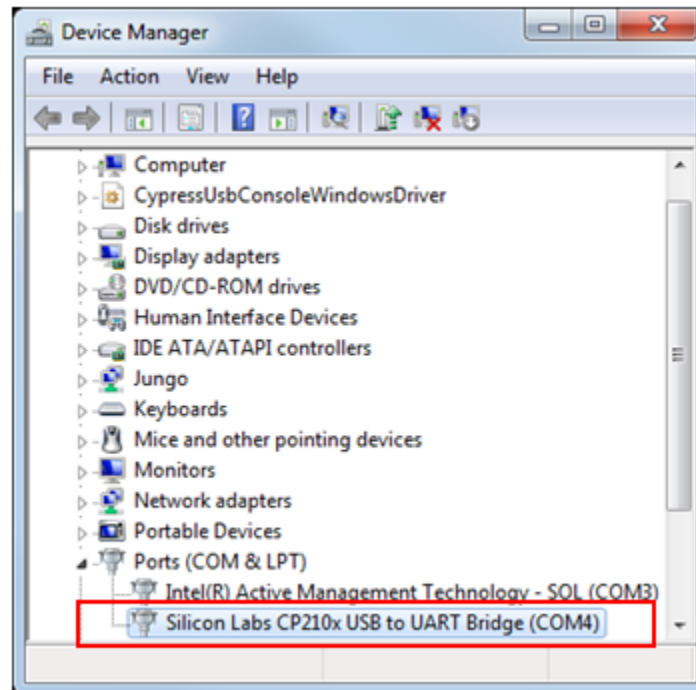 Device Manager
File Action View Help
Computer
CypressUsbConsoleWindowsDriver
Disk drives
Display adapters
DVD/CD-ROM drives
Human Interface Devices
IDE ATA/ATAPI controllers
Jungo
Keyboards
Mice and other pointing devices
Monitors
Network adapters
Portable Devices
Ports (COM & LPT)
Intel(R) Active Management Technology - SOL (COM3)
Silicon Labs CP210x USB to UART Bridge (COM4)